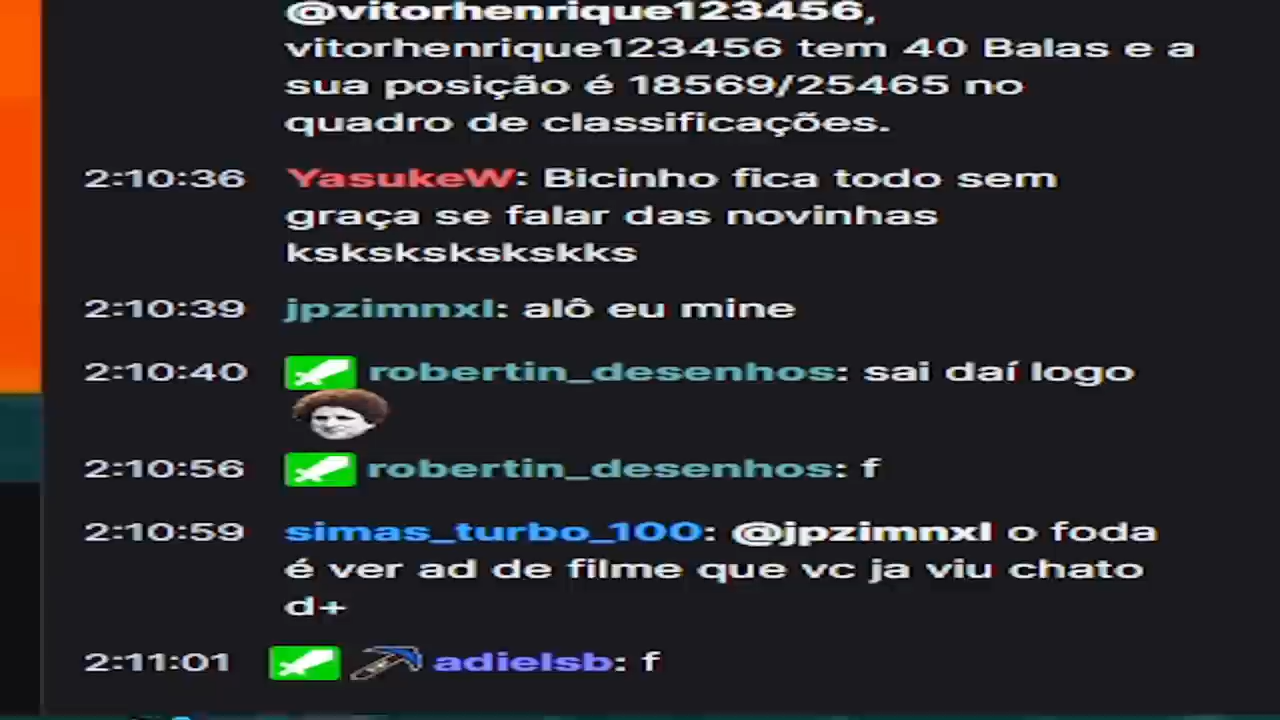 @vitorhenrique123456,
vitorhenrique123456 tem 40 Balas e a
sua posição é 18569/25465 no
quadro de classificações.
2:10:36 YasukeW: Bicinho fica todo sem
graça se falar das novinhas
kskskskskskks
2:10:39 jpzimnxl: alô eu mine
2:10:40 robertin_desenhos: sai daí logo
2:10:56 robertin_desenhos: f
2:10:59 simas_turbo_100: @jpzimnxl o foda
é ver ad de filme que vc ja viu chato
d+
2:11:01 adielsb: f